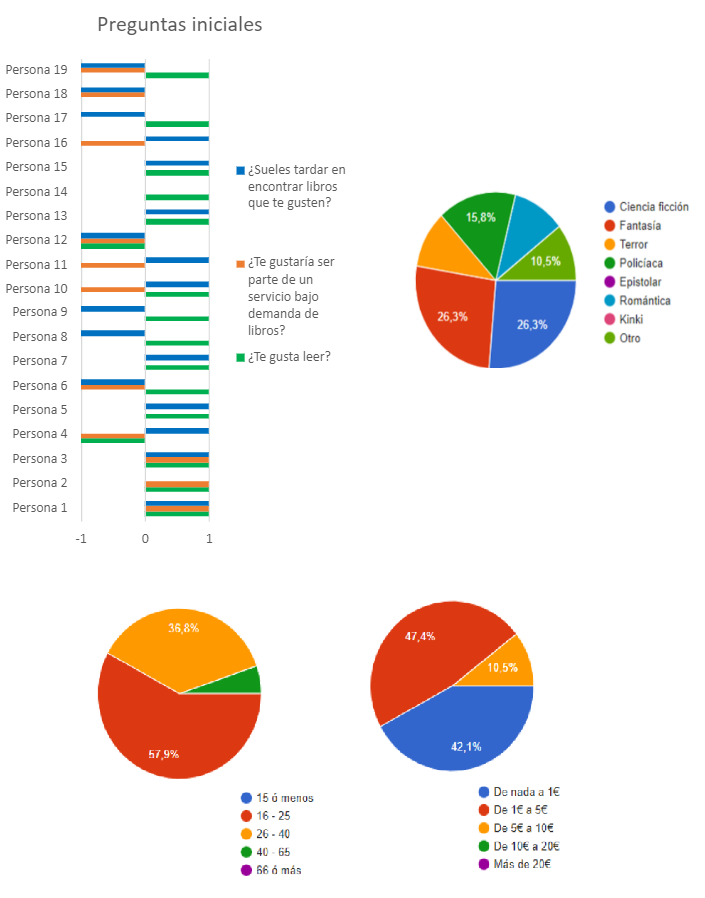 Preguntas iniciales
Persona 19
Persona 18
Persona 17
Persona 16
Persona 15
Persona 14
Persona 13
Persona 12
Persona 11
Persona 10
Persona 9
Persona 8
Persona 7
Persona 6
Persona 5
Persona 4
Persona 3
Persona 2
Persona 1
-1
0
1
¿Sueles tardar en
encontrar libros
que te gusten?
¿Te gustaría ser
parte de un
servicio bajo
demanda de
libros?
¿Te gusta leer?
15,8%
10,5%
26,3%
26,3%
Ciencia ficción
Fantasía
Terror
Policíaca
Epistolar
Romántica
Kinki
Otro
36,8%
57,9%
15 ó menos
16 - 25
26 - 40
40 - 65
66 ó más
47,4%
10,5%
42,1%
De nada a 1€
De 1€ a 5€
De 5€ a 10€
De 10€ a 20€
Más de 20€